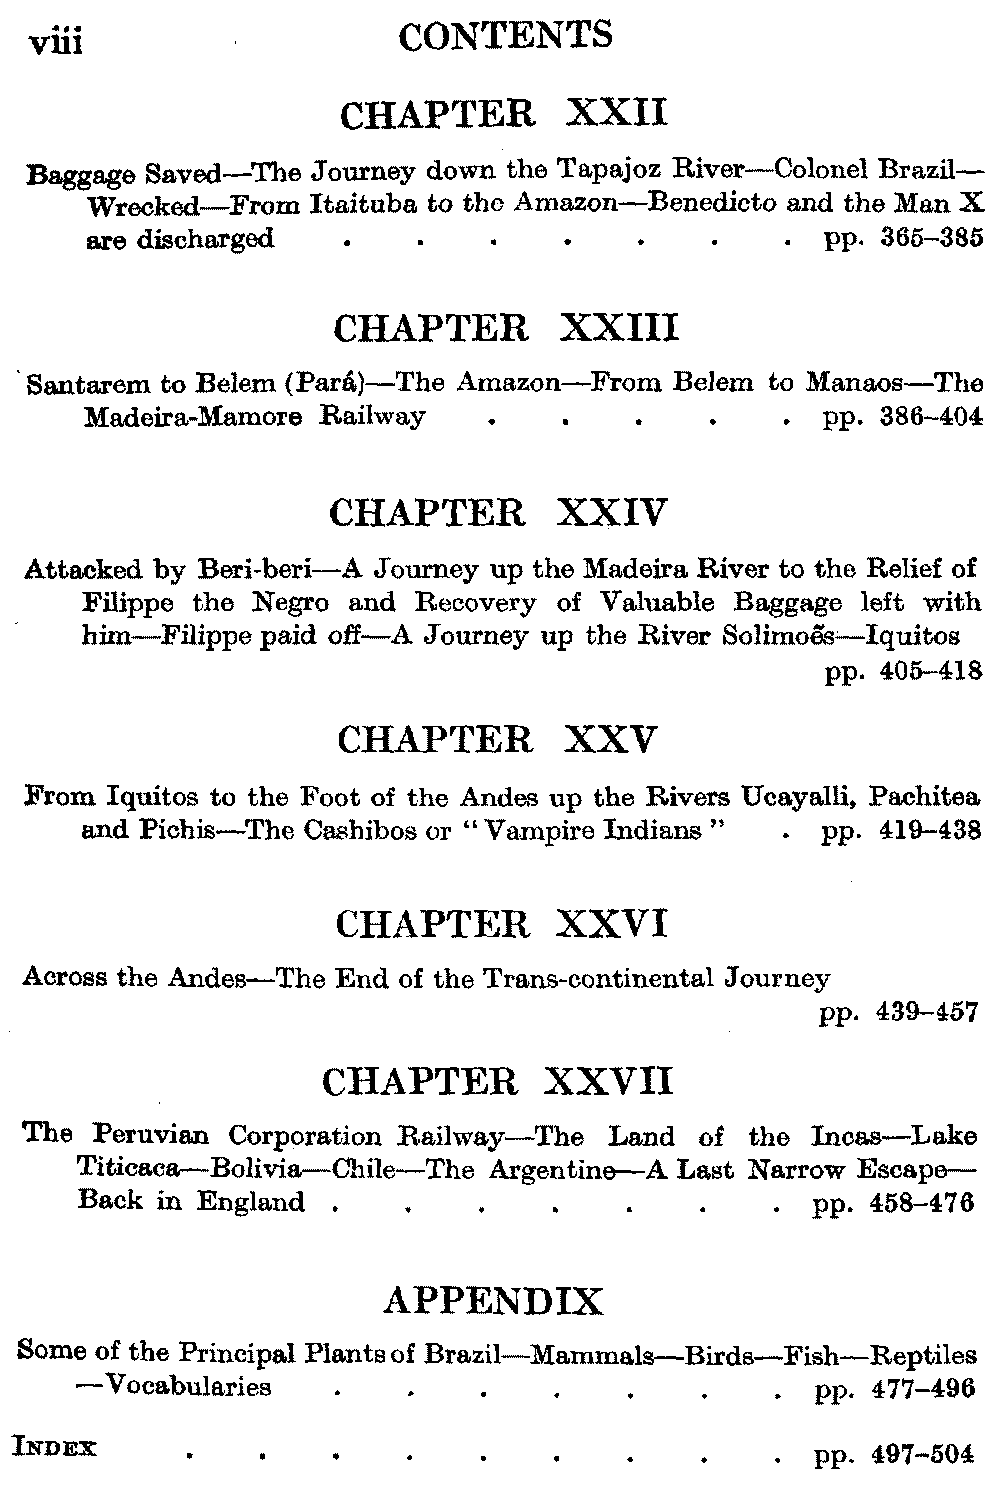 viii CONTENTS
CHAPTER XXII
Baggage Saved—The Journey down the Tapajoz River—Colonel Brazil—
Wrecked—From Itaituba to the Amazon—Benedicto and the Man X
are discharged . . . . . . . pp. 365–385
CHAPTER XXIII
Santarem to Belem (Pará)—The Amazon—From Belem to Manaos—The
Madeira-Mamore Railway . . . . . pp. 386–404
CHAPTER XXIV
Attacked by Beri-beri—A Journey up the Madeira River to the Relief of
Filippe the Negro and Recovery of Valuable Baggage left with
him—Filippe paid off—A Journey up the River Solimoẽs—Iquitos
pp. 405–418
CHAPTER XXV
From Iquitos to the Foot of the Andes up the Rivers Ucayalli, Pachitea
and Pichis—The Cashibos or “Vampire Indians” . pp. 419–438
CHAPTER XXVI
Across the Andes—The End of the Trans-continental Journey
pp. 439–457
CHAPTER XXVII
The Peruvian Corporation Railway—The Land of the Incas—Lake
Titicaca—Bolivia—Chile—The Argentine—A Last Narrow Escape—
Back in England . . . . . . . pp. 458–476
APPENDIX
Some of the Principal Plants of Brazil—Mammals—Birds—Fish—Reptiles
—Vocabularies . . . . . . . pp. 477–496
INDEX . . . . . . . . . pp. 497–504